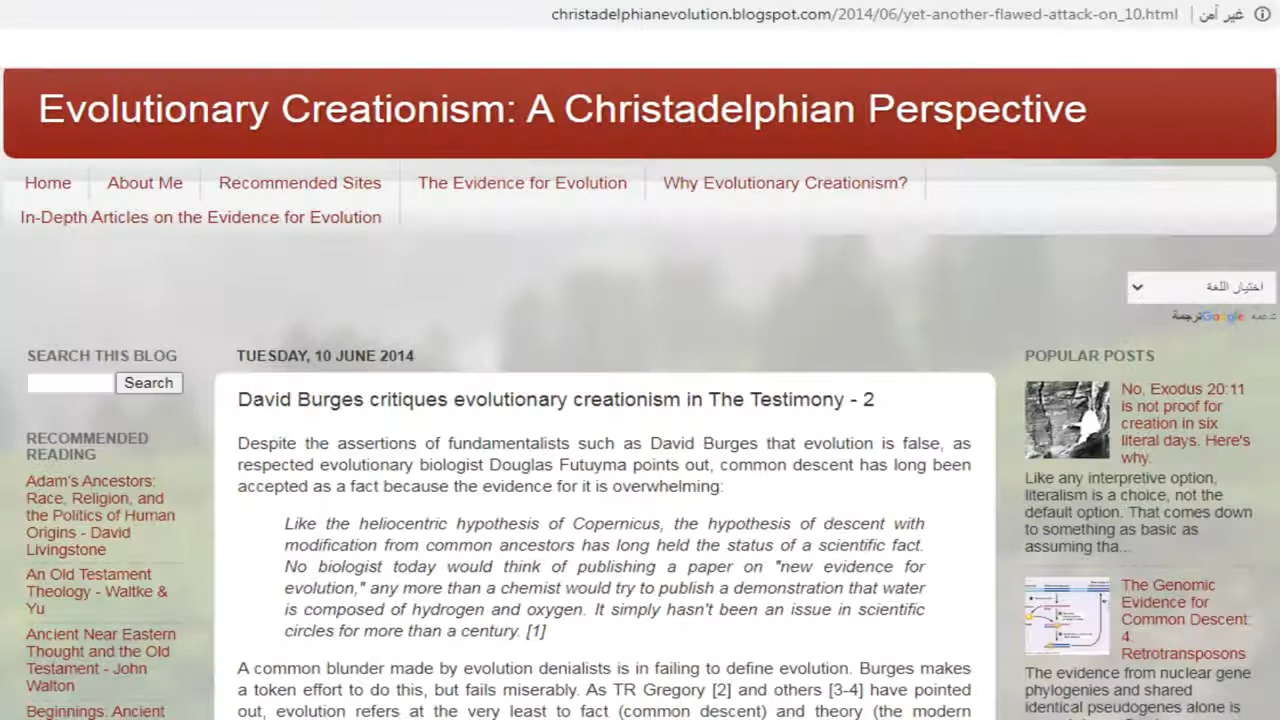 christadelphianevolution.blogspot.com/2014/06/yet-another-flawed-attack-on_10.html | غير آمن
Evolutionary Creationism: A Christadelphian Perspective
Home
About Me
Recommended Sites
The Evidence for Evolution
Why Evolutionary Creationism?
In-Depth Articles on the Evidence for Evolution
اختيار اللغة
ترجمة Google
SEARCH THIS BLOG
Search
RECOMMENDED
READING
Adam's Ancestors:
Race, Religion, and
the Politics of Human
Origins - David
Livingstone
An Old Testament
Theology - Waltke &
Yu
Ancient Near Eastern
Thought and the Old
Testament - John
Walton
Beginnings. Ancient
TUESDAY, 10 JUNE 2014
David Burges critiques evolutionary creationism in The Testimony - 2
Despite the assertions of fundamentalists such as David Burges that evolution is false, as
respected evolutionary biologist Douglas Futuyma points out, common descent has long been
accepted as a fact because the evidence for it is overwhelming:
Like the heliocentric hypothesis of Copernicus, the hypothesis of descent with
modification from common ancestors has long held the status of a scientific fact.
No biologist today would think of publishing a paper on "new evidence for
evolution," any more than a chemist would try to publish a demonstration that water
is composed of hydrogen and oxygen. It simply hasn't been an issue in scientific
circles for more than a century. [1]
A common blunder made by evolution denialists is in failing to define evolution. Burges makes
a token effort to do this, but fails miserably. As TR Gregory [2] and others [3-4] have pointed
out, evolution refers at the very least to fact (common descent) and theory (the modern
POPULAR POSTS
No, Exodus 20:11
is not proof for
creation in six
literal days. Here's
why.
Like any interpretive option,
literalism is a choice, not the
default option. That comes down
to something as basic as
assuming tha...
The Genomic
Evidence for
Common Descent:
4.
Retrotransposons
The evidence from nuclear gene
phylogenies and shared
identical pseudogenes alone is